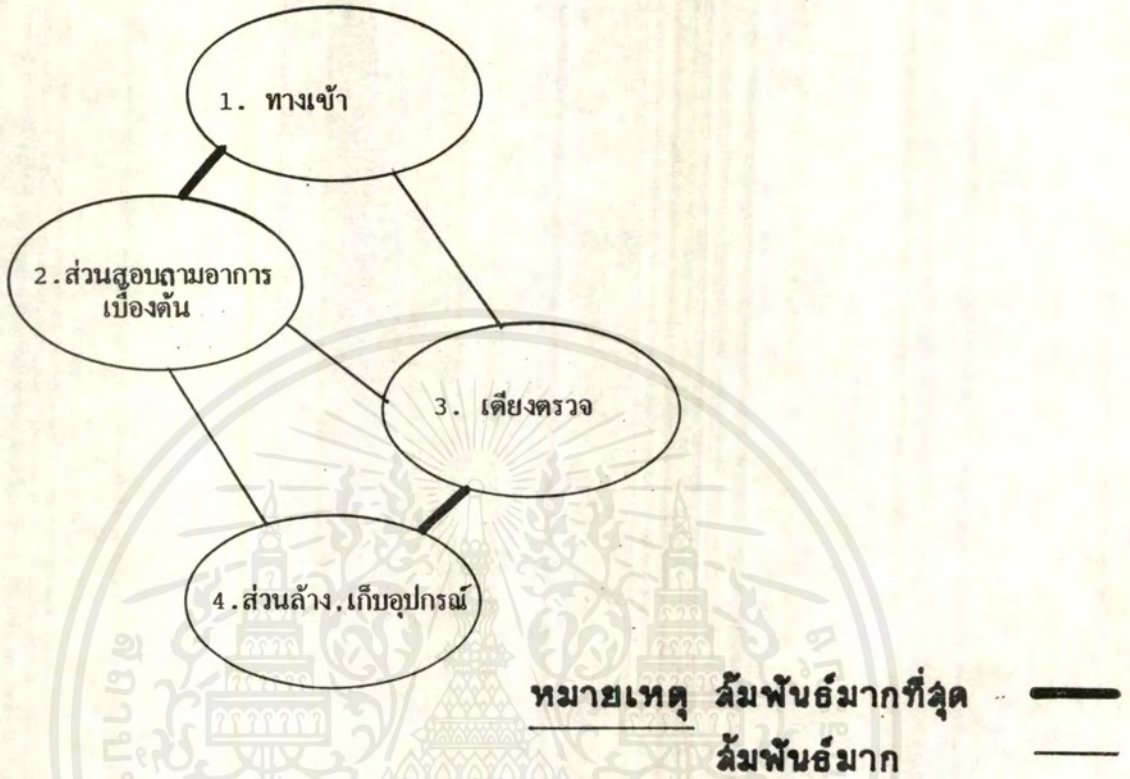 1. ทางเข้า
2.ส่วนสอบถามอาการ
เบื้องต้น
3. เตียงตรวจ
4.ส่วนล้าง,เก็บอุปกรณ์
หมายเหตุ สัมพันธ์มากที่สุด
สัมพันธ์มาก